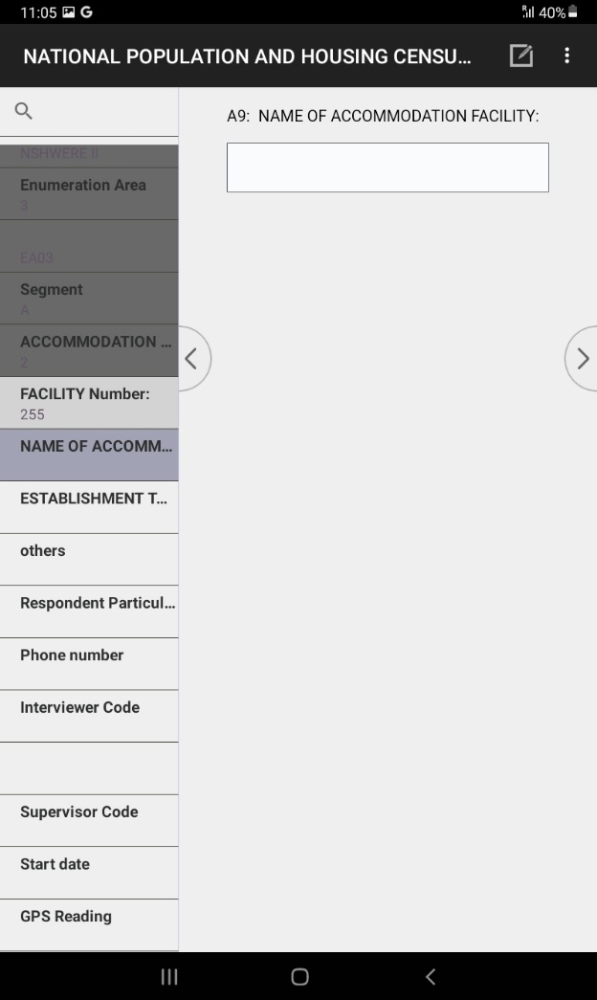 11:05 G R 40%
NATIONAL POPULATION AND HOUSING CENSU...
A9: NAME OF ACCOMMODATION FACILITY:
NSHWERE II
Enumeration Area
3
EA03
Segment
A
ACCOMMODATION ...
2
FACILITY Number:
255
NAME OF ACCOMM...
ESTABLISHMENT T...
others
Respondent Particul...
Phone number
Interviewer Code
Supervisor Code
Start date
GPS Reading